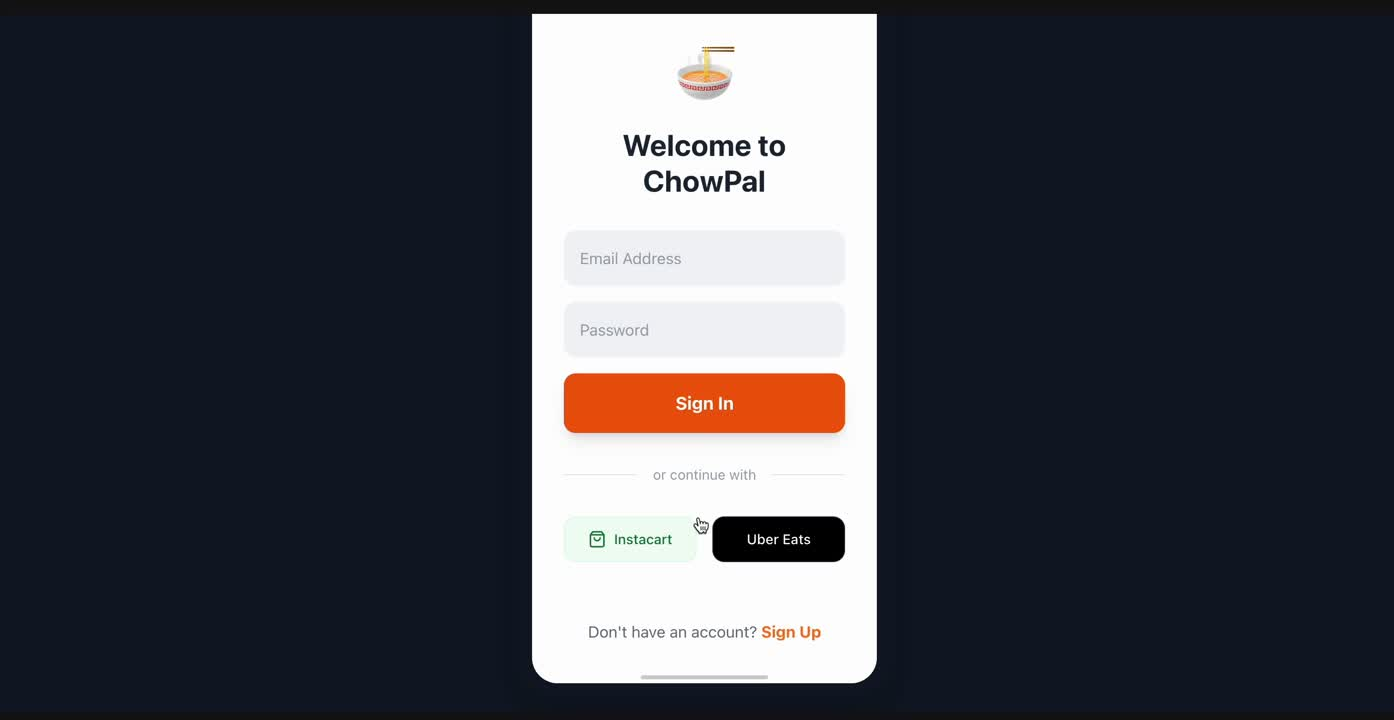 Welcome to
ChowPal
Email Address
Password
Sign In
or continue with
Instacart
Uber Eats
Don't have an account? Sign Up